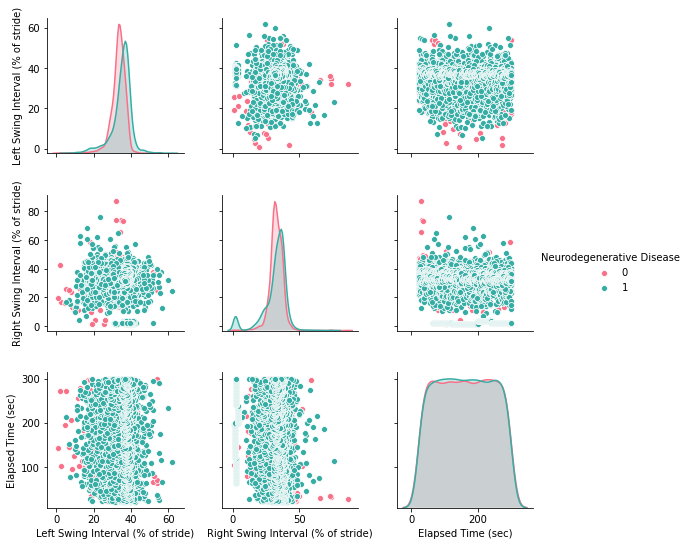 Left Swing Interval (% of stride)
60
40
20
0
Right Swing Interval (% of stride)
80
60
40
20
0
Neurodegenerative Disease
0
1
Elapsed Time (sec)
300
200
100
0 20 40 60
0 50
0 200
Left Swing Interval (% of stride)
Right Swing Interval (% of stride)
Elapsed Time (sec)